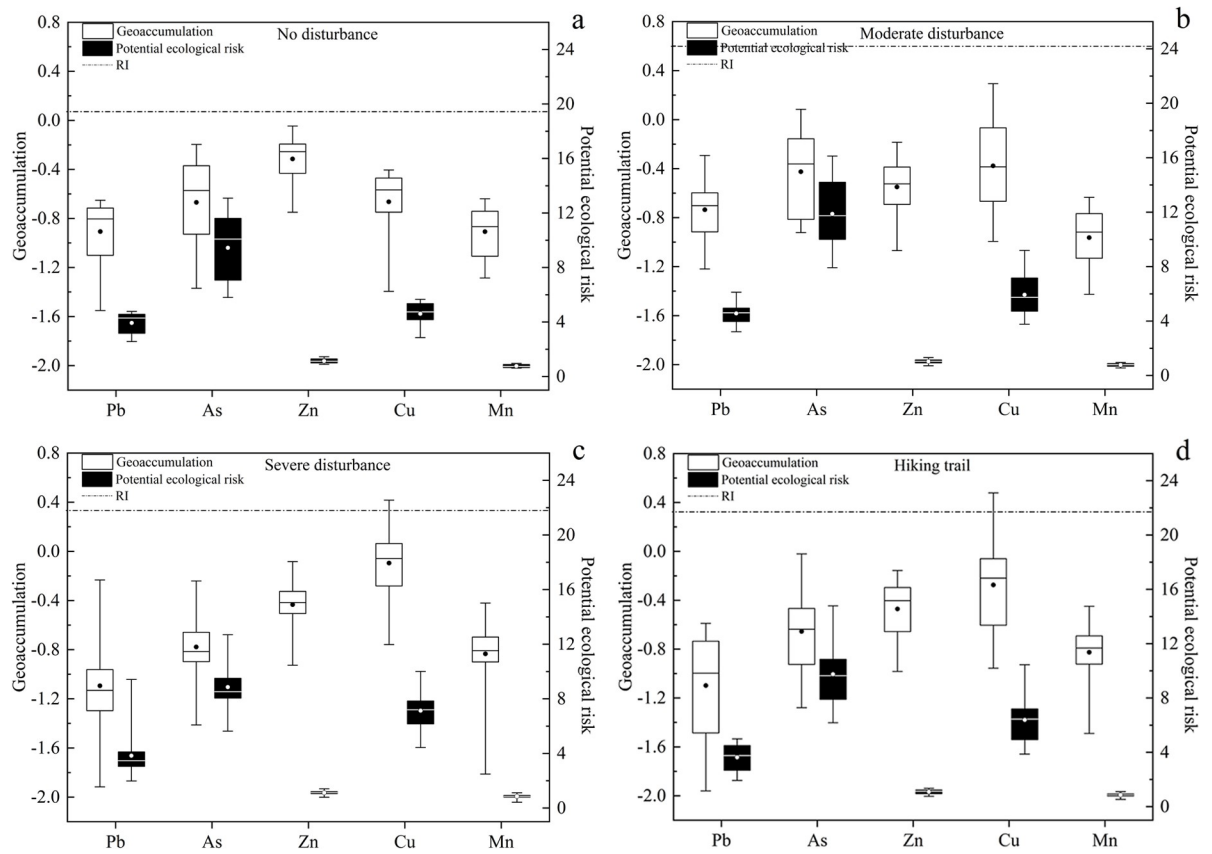 a
Geoaccumulation
No disturbance
Potential ecological risk
RI
0.8
0.4
0.0
-0.4
-0.8
-1.2
-1.6
-2.0
Geoaccumulation
24
20
16
12
8
4
0
Potential ecological risk
Pb As Zn Cu Mn
b
Geoaccumulation
Moderate disturbance
Potential ecological risk
RI
0.8
0.4
0.0
-0.4
-0.8
-1.2
-1.6
-2.0
Geoaccumulation
24
20
16
12
8
4
0
Potential ecological risk
Pb As Zn Cu Mn
c
Geoaccumulation
Severe disturbance
Potential ecological risk
RI
0.8
0.4
0.0
-0.4
-0.8
-1.2
-1.6
-2.0
Geoaccumulation
24
20
16
12
8
4
0
Potential ecological risk
Pb As Zn Cu Mn
d
Geoaccumulation
Hiking trail
Potential ecological risk
RI
0.8
0.4
0.0
-0.4
-0.8
-1.2
-1.6
-2.0
Geoaccumulation
24
20
16
12
8
4
0
Potential ecological risk
Pb As Zn Cu Mn